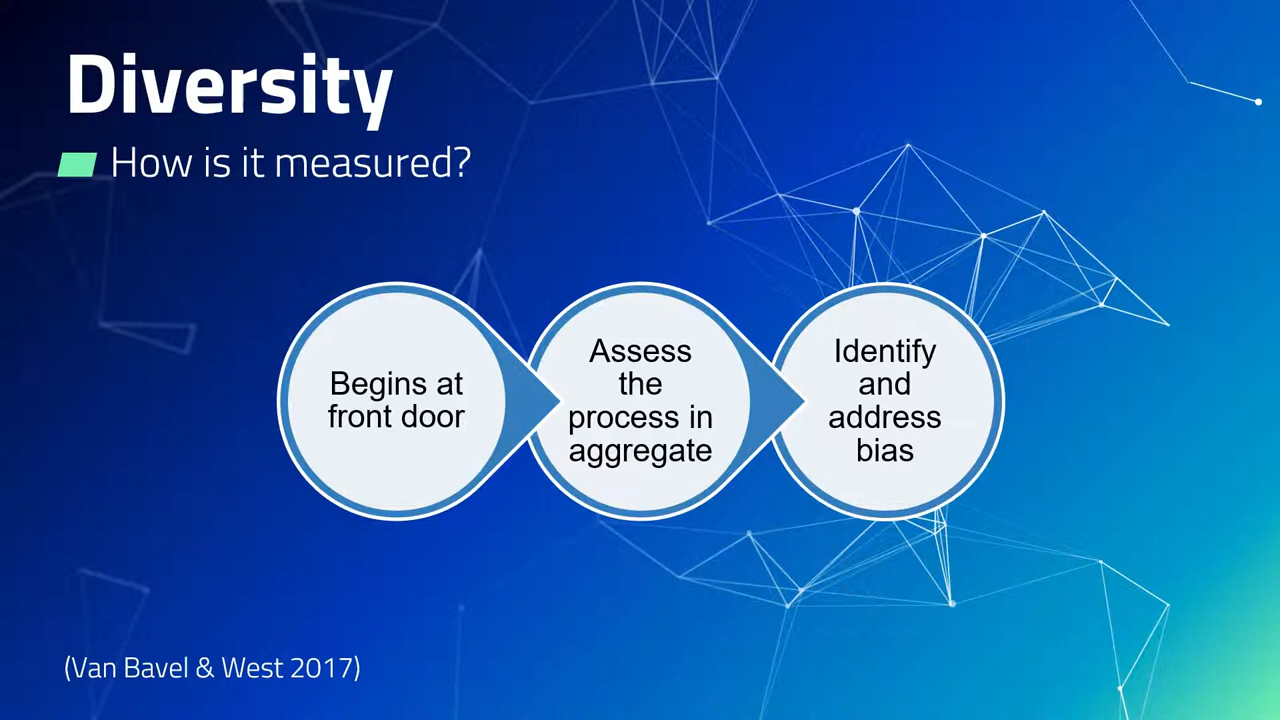 Diversity
How is it measured?
Begins at
front door
Assess
the
process in
aggregate
Identify
and
address
bias
(Van Bavel & West 2017)